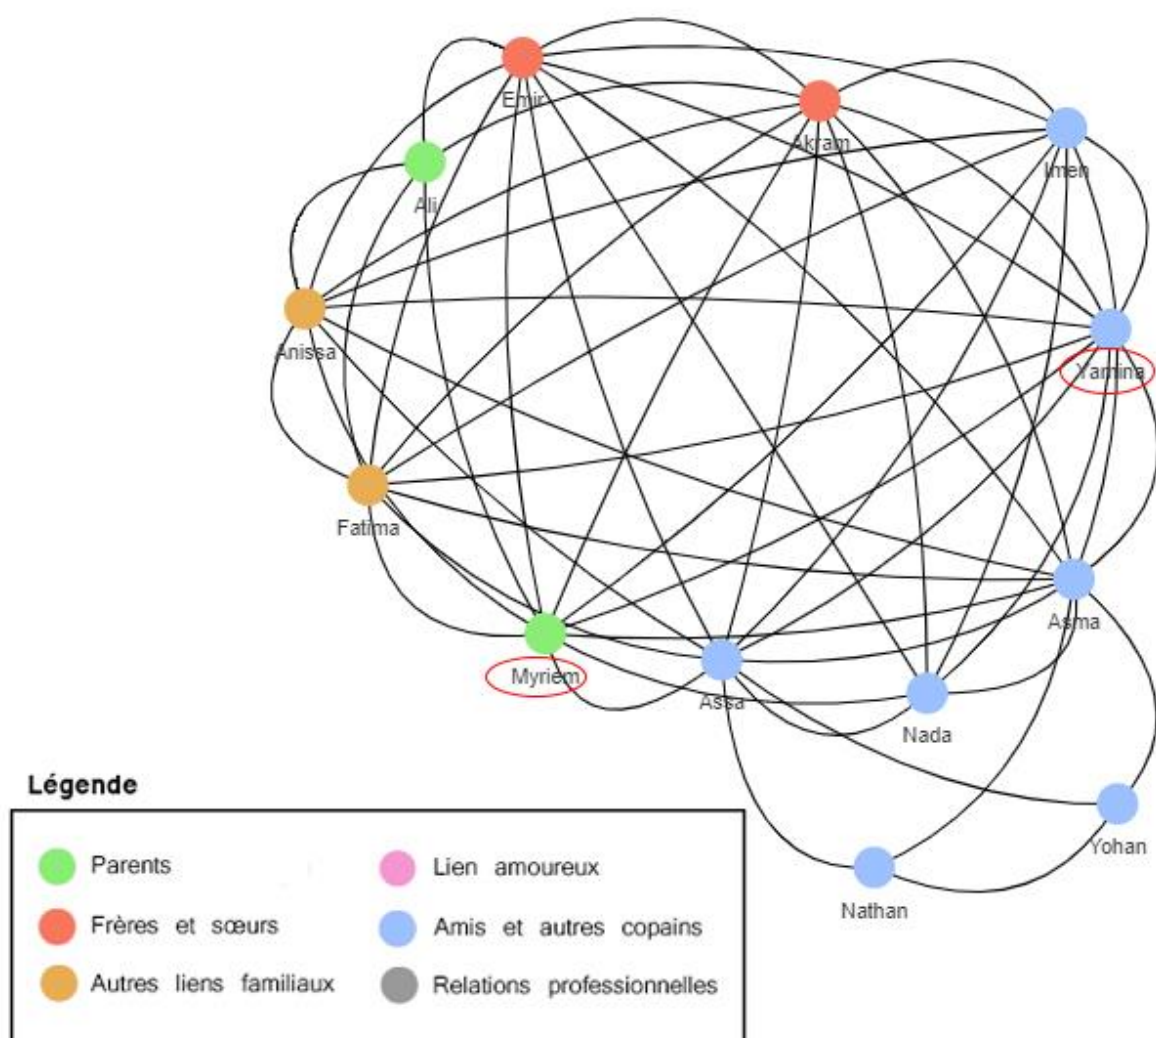 Emir
Akram
Imen
Ali
Anissa
Yamina
Fatima
Asma
Myriem
Assa
Nada
Yohan
Nathan
Légende
Parents
Lien amoureux
Frères et sœurs
Amis et autres copains
Autres liens familiaux
Relations professionnelles